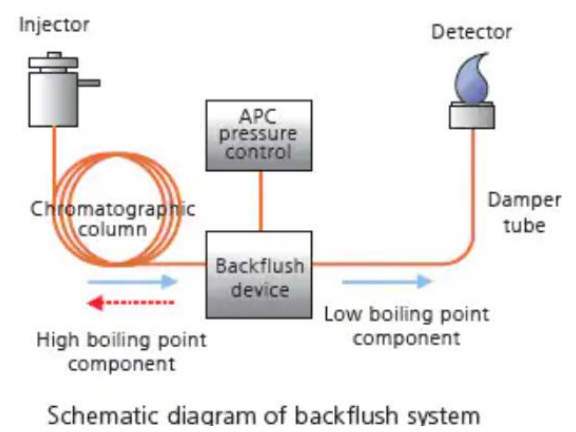 Injector
Detector
APC
pressure
control
Chromatographic
column
Damper
tube
Backflush
device
Low boiling point
component
High boiling point
component
Schematic diagram of backflush system